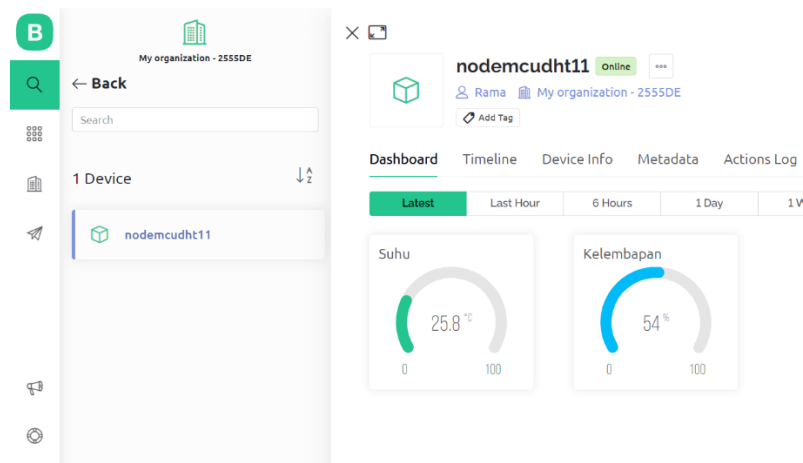 B
My organization - 2555DE
← Back
Search
1 Device
A
Z
nodemcudht11
nodemcudht11 Online
Rama My organization - 2555DE
Add Tag
Dashboard Timeline Device Info Metadata Actions Log
Latest Last Hour 6 Hours 1 Day
Suhu
25.8 °C
0 100
Kelembapan
54 %
0 100